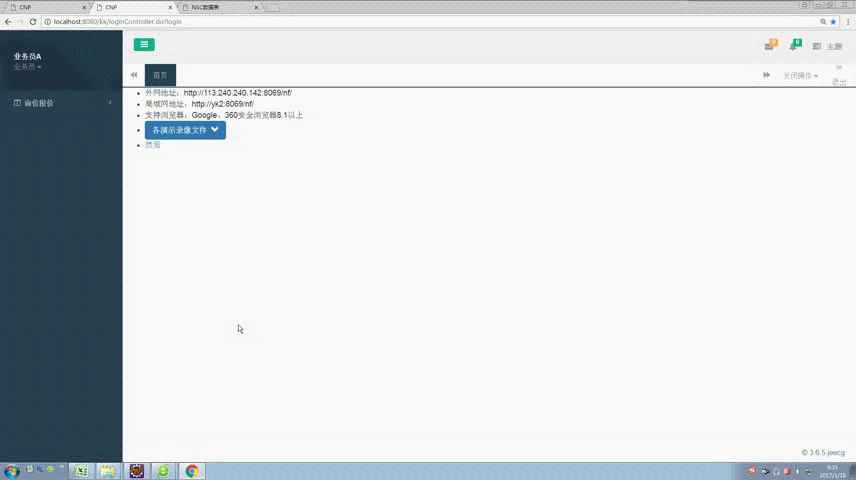 CNP
CNP
NSC数据表
localhost:8080/kk/loginController.do?login
业务员A
业务员
询价报价
0
0
主题
首页
关闭操作
退出
外网地址：http://113.240.240.142:8069/nf/
局域网地址：http://yk2:8069/nf/
支持浏览器：Google、360安全浏览器8.1以上
各演示录像文件
然后
© 3.6.5 jeecg
9:25
2017/1/18